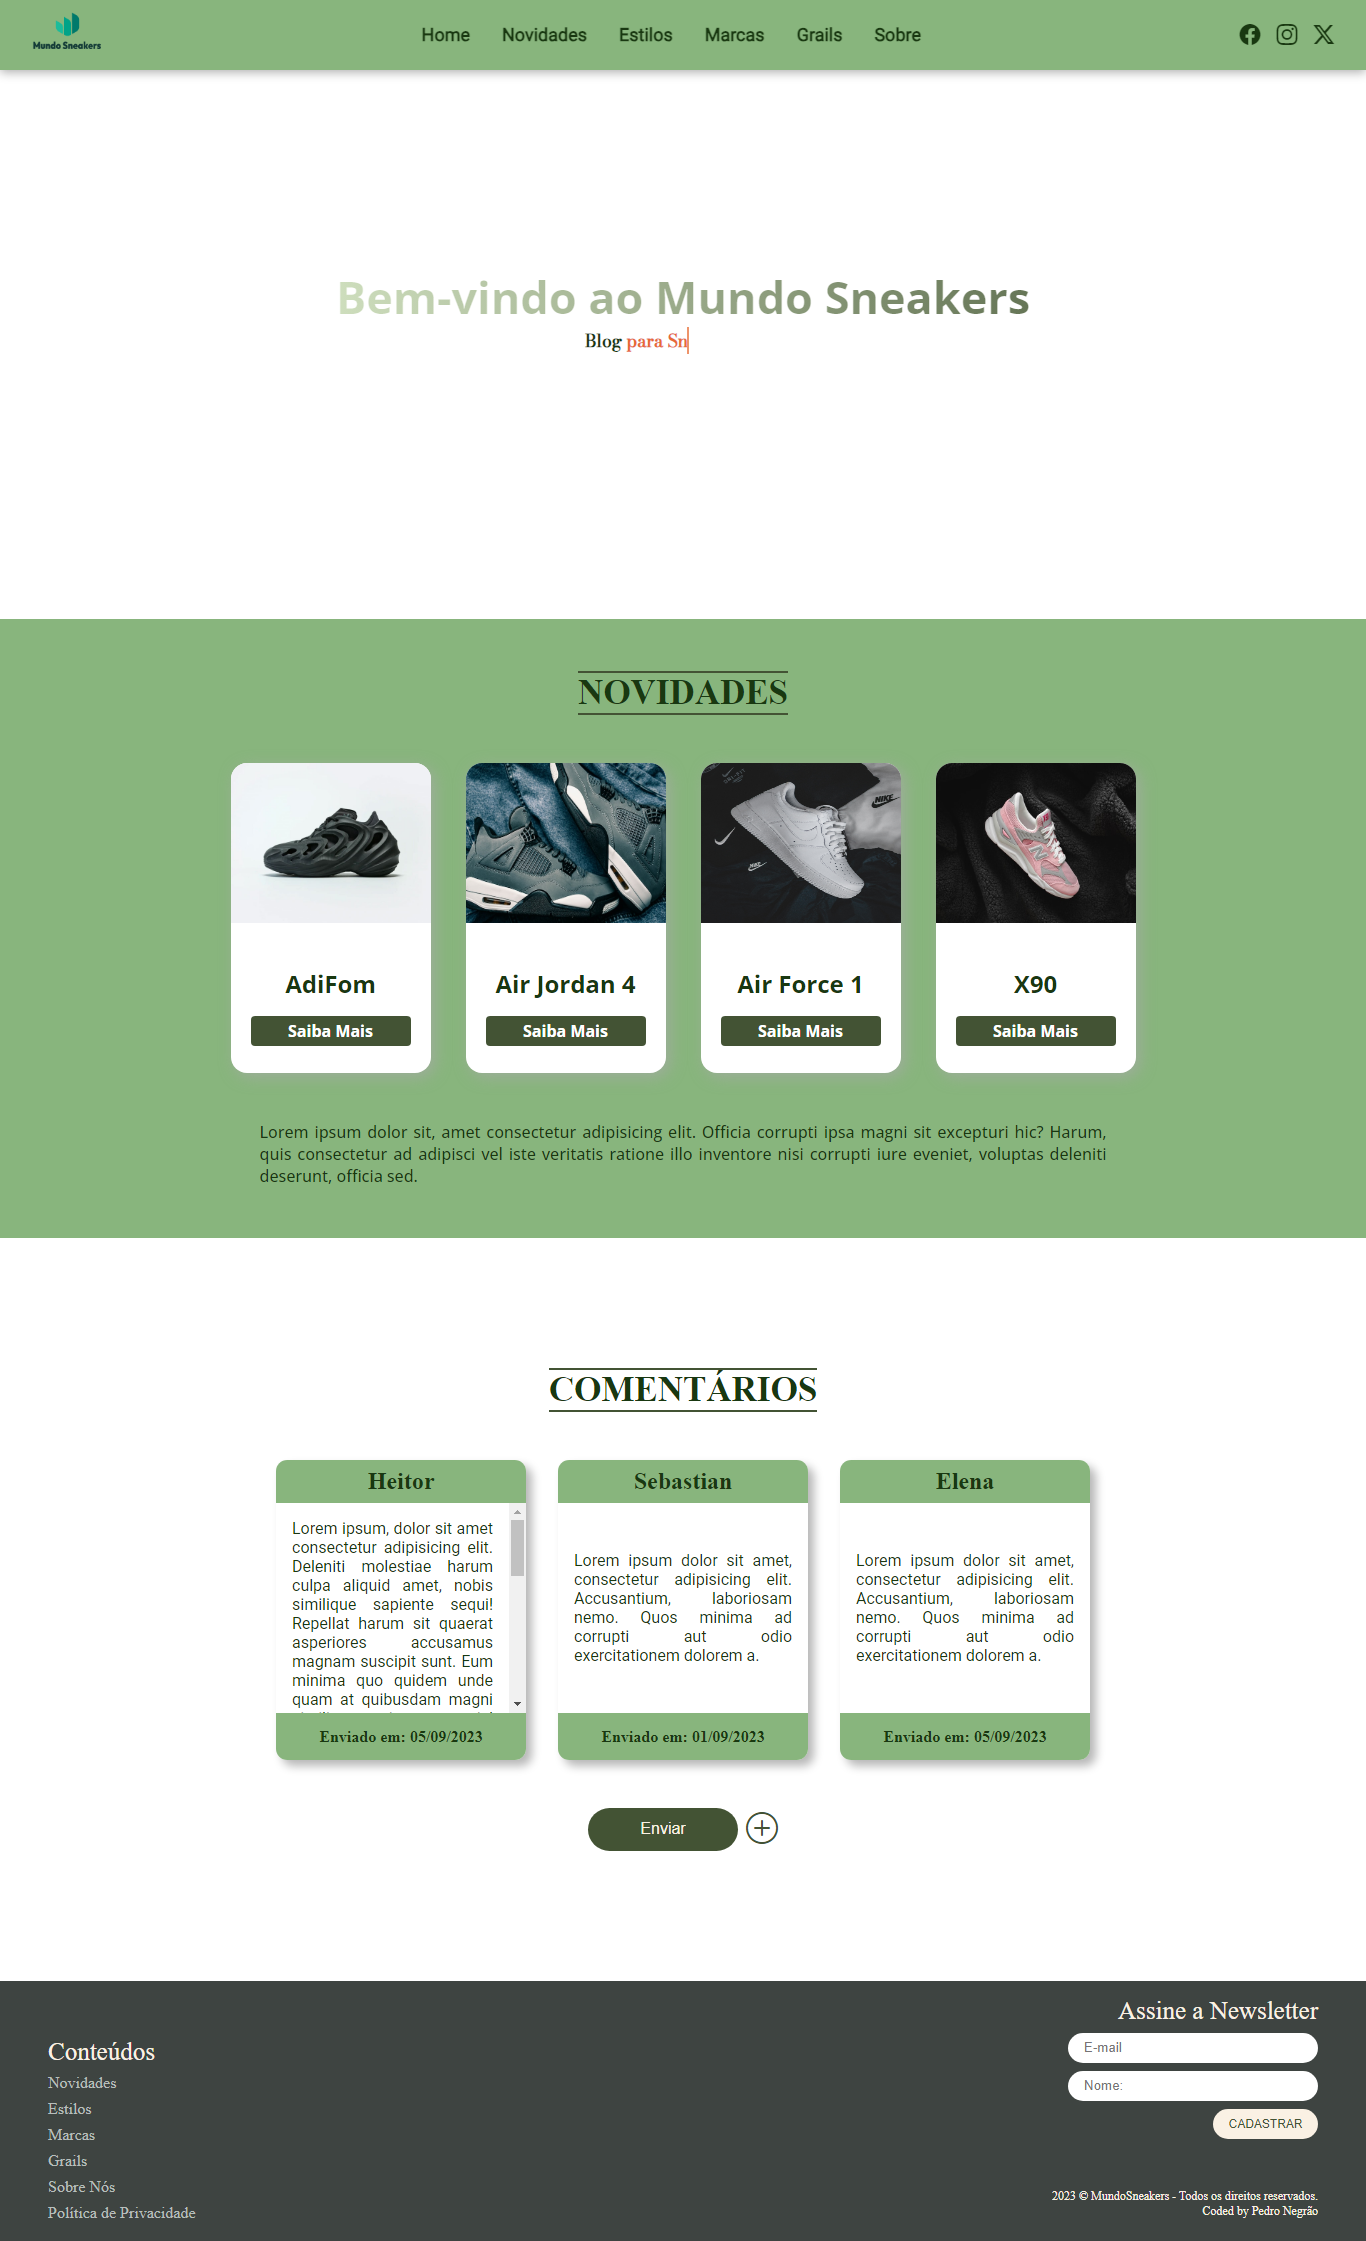 Mundo Sneakers
Home Novidades Estilos Marcas Grails Sobre
Bem-vindo ao Mundo Sneakers
Blog para Sn
NOVIDADES
NIKE
NIKE
AdiFom
Saiba Mais
Air Jordan 4
Saiba Mais
Air Force 1
Saiba Mais
X90
Saiba Mais
Lorem ipsum dolor sit, amet consectetur adipisicing elit. Officia corrupti ipsa magni sit excepturi hic? Harum,
quis consectetur ad adipisci vel iste veritatis ratione illo inventore nisi corrupti iure eveniet, voluptas deleniti
deserunt, officia sed.
COMENTÁRIOS
Heitor
Lorem ipsum, dolor sit amet
consectetur adipisicing elit.
Deleniti molestiae harum
culpa aliquid amet, nobis
similique sapiente sequi!
Repellat harum sit quaerat
asperiores accusamus
magnam suscipit sunt. Eum
minima quo quidem unde
quam at quibusdam magni
Enviado em: 05/09/2023
Sebastian
Lorem ipsum dolor sit amet,
consectetur adipisicing elit.
Accusantium, laboriosam
nemo. Quos minima ad
corrupti aut odio
exercitationem dolorem a.
Enviado em: 01/09/2023
Elena
Lorem ipsum dolor sit amet,
consectetur adipisicing elit.
Accusantium, laboriosam
nemo. Quos minima ad
corrupti aut odio
exercitationem dolorem a.
Enviado em: 05/09/2023
Enviar
Conteúdos
Novidades
Estilos
Marcas
Grails
Sobre Nós
Política de Privacidade
Assine a Newsletter
E-mail
Nome:
CADASTRAR
2023 © MundoSneakers - Todos os direitos reservados.
Coded by Pedro Negrão